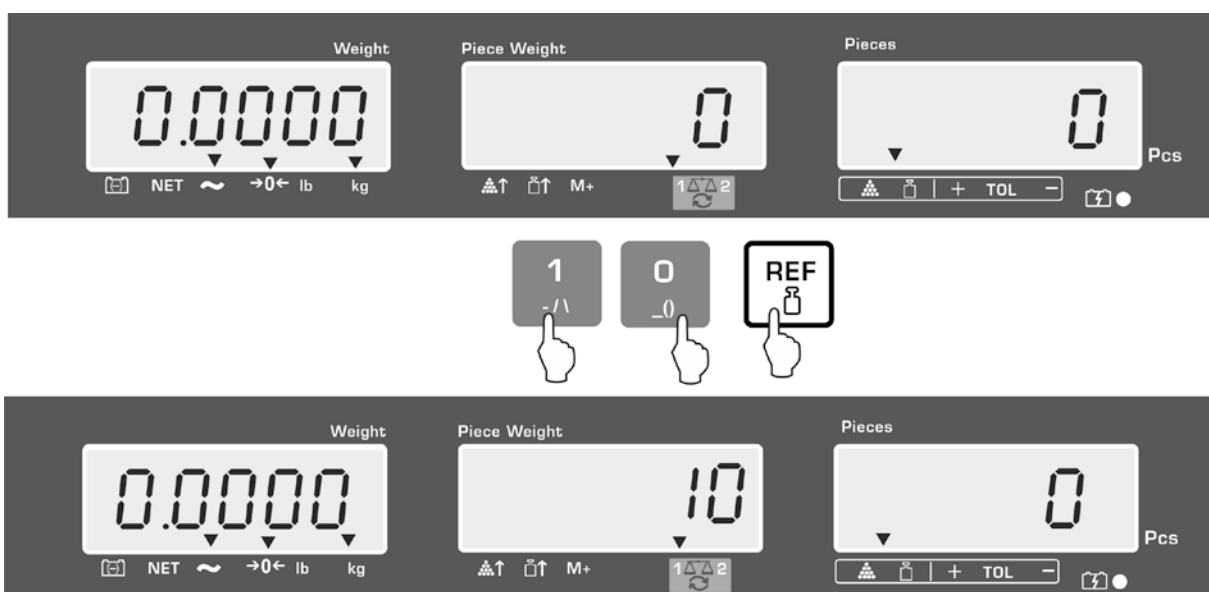 Weight Piece Weight Pieces
0.0000 0 0
Pcs
NET ~ →0← lb kg M+ 1 2 + TOL −
1 0 REF
- / \ _()
Weight Piece Weight Pieces
0.0000 10 0
Pcs
NET ~ →0← lb kg M+ 1 2 + TOL −